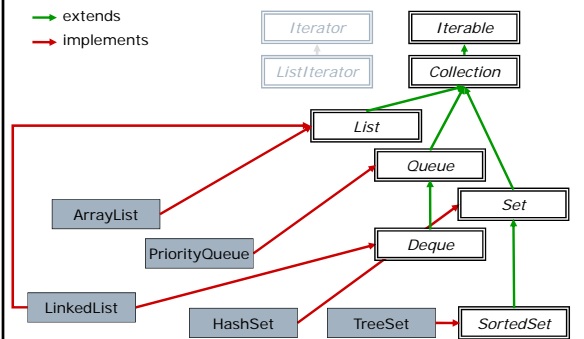 extends
implements
Iterator
Iterable
ListIterator
Collection
List
Queue
Set
ArrayList
PriorityQueue
Deque
LinkedList
HashSet
TreeSet
SortedSet